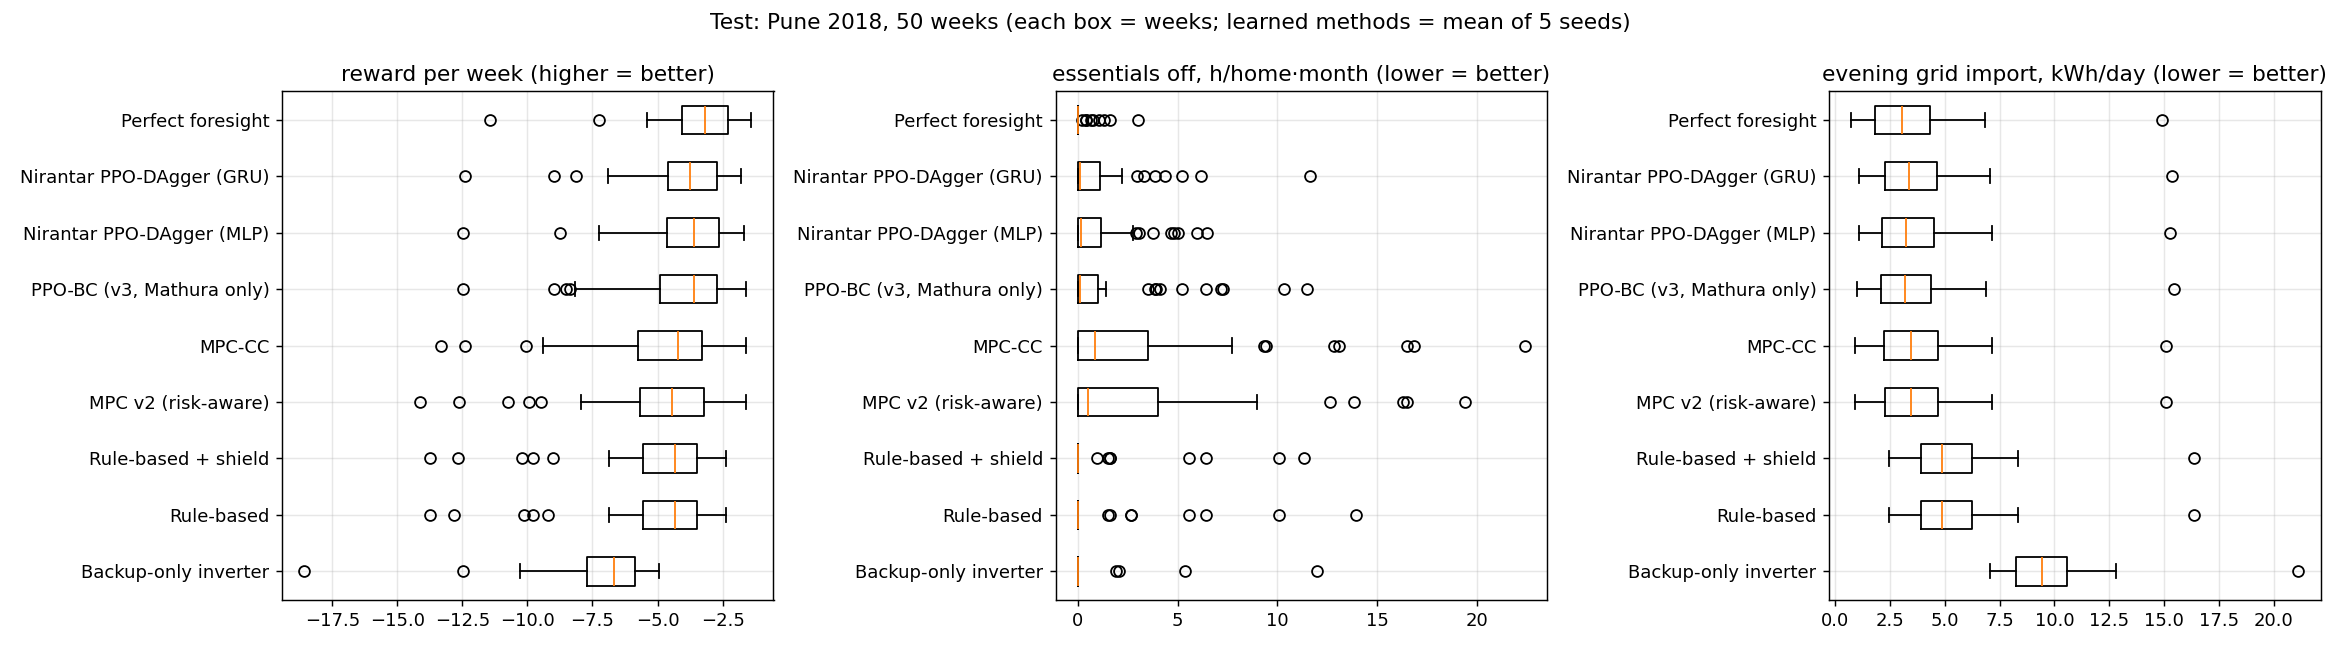 Test: Pune 2018, 50 weeks (each box = weeks; learned methods = mean of 5 seeds)
reward per week (higher = better)
Perfect foresight
Nirantar PPO-DAgger (GRU)
Nirantar PPO-DAgger (MLP)
PPO-BC (v3, Mathura only)
MPC-CC
MPC v2 (risk-aware)
Rule-based + shield
Rule-based
Backup-only inverter
−17.5 −15.0 −12.5 −10.0 −7.5 −5.0 −2.5
essentials off, h/home·month (lower = better)
Perfect foresight
Nirantar PPO-DAgger (GRU)
Nirantar PPO-DAgger (MLP)
PPO-BC (v3, Mathura only)
MPC-CC
MPC v2 (risk-aware)
Rule-based + shield
Rule-based
Backup-only inverter
0 5 10 15 20
evening grid import, kWh/day (lower = better)
Perfect foresight
Nirantar PPO-DAgger (GRU)
Nirantar PPO-DAgger (MLP)
PPO-BC (v3, Mathura only)
MPC-CC
MPC v2 (risk-aware)
Rule-based + shield
Rule-based
Backup-only inverter
0.0 2.5 5.0 7.5 10.0 12.5 15.0 17.5 20.0